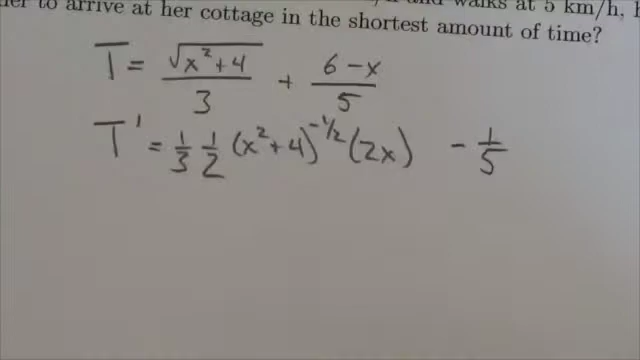 to arrive at her cottage in the shortest amount of time?
T = √(x²+4)/3 + (6-x)/5
T' = 1/3 1/2 (x²+4)^(-1/2) (2x) - 1/5